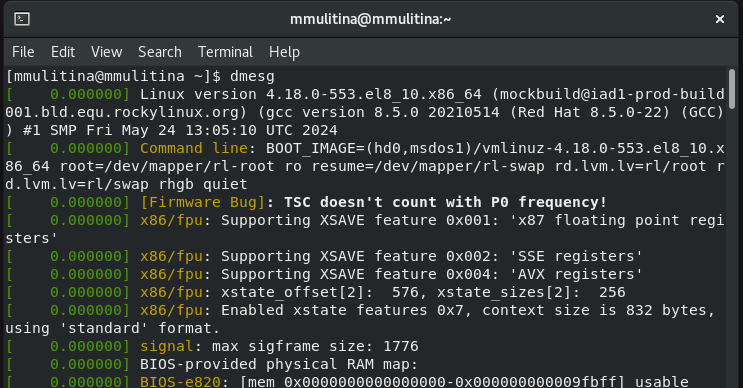 mmulitina@mmulitina:~
File Edit View Search Terminal Help
[mmulitina@mmulitina ~]$ dmesg
[    0.000000] Linux version 4.18.0-553.el8_10.x86_64 (mockbuild@iad1-prod-build
001.bld.equ.rockylinux.org) (gcc version 8.5.0 20210514 (Red Hat 8.5.0-22) (GCC)
) #1 SMP Fri May 24 13:05:10 UTC 2024
[    0.000000] Command line: BOOT_IMAGE=(hd0,msdos1)/vmlinuz-4.18.0-553.el8_10.x
86_64 root=/dev/mapper/rl-root ro resume=/dev/mapper/rl-swap rd.lvm.lv=rl/root r
d.lvm.lv=rl/swap rhgb quiet
[    0.000000] [Firmware Bug]: TSC doesn't count with P0 frequency!
[    0.000000] x86/fpu: Supporting XSAVE feature 0x001: 'x87 floating point regi
sters'
[    0.000000] x86/fpu: Supporting XSAVE feature 0x002: 'SSE registers'
[    0.000000] x86/fpu: Supporting XSAVE feature 0x004: 'AVX registers'
[    0.000000] x86/fpu: xstate_offset[2]:  576, xstate_sizes[2]:  256
[    0.000000] x86/fpu: Enabled xstate features 0x7, context size is 832 bytes,
using 'standard' format.
[    0.000000] signal: max sigframe size: 1776
[    0.000000] BIOS-provided physical RAM map:
[    0.000000] BIOS-e820: [mem 0x0000000000000000-0x000000000009fbff] usable